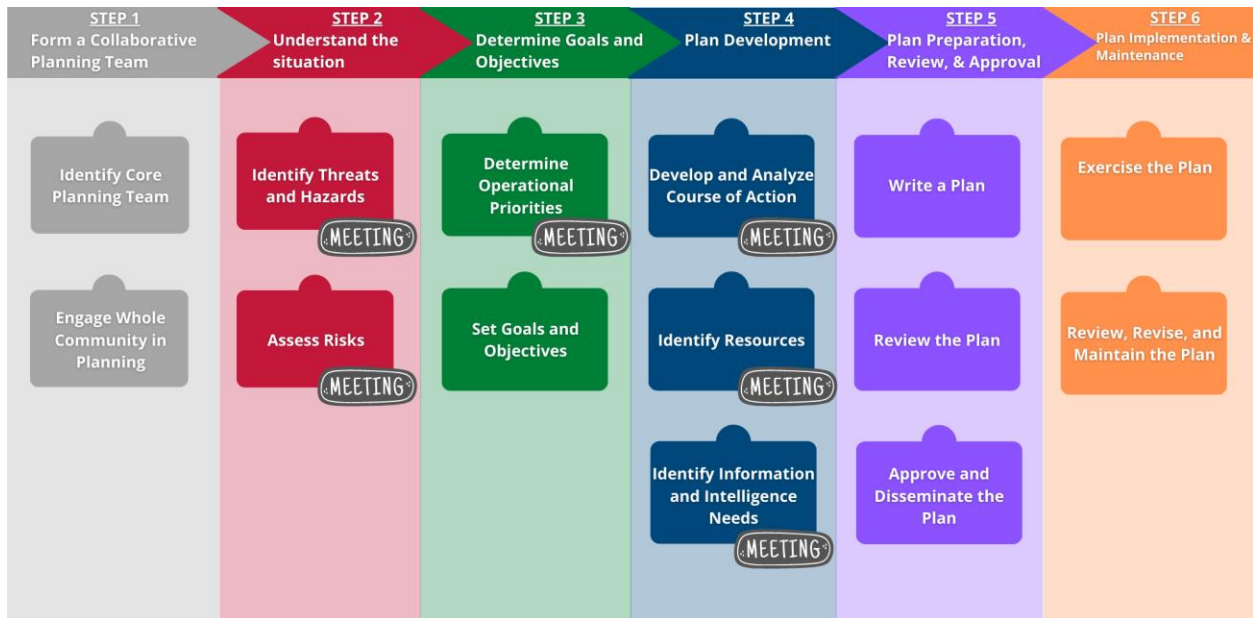 STEP 1
Form a Collaborative
Planning Team
STEP 2
Understand the
situation
STEP 3
Determine Goals and
Objectives
STEP 4
Plan Development
STEP 5
Plan Preparation,
Review, & Approval
STEP 6
Plan Implementation &
Maintenance
Identify Core
Planning Team
Engage Whole
Community in
Planning
Identify Threats
and Hazards
MEETING
Assess Risks
MEETING
Determine
Operational
Priorities
MEETING
Set Goals and
Objectives
Develop and Analyze
Course of Action
MEETING
Identify Resources
MEETING
Identify Information
and Intelligence
Needs
MEETING
Write a Plan
Review the Plan
Approve and
Disseminate the
Plan
Exercise the Plan
Review, Revise, and
Maintain the Plan